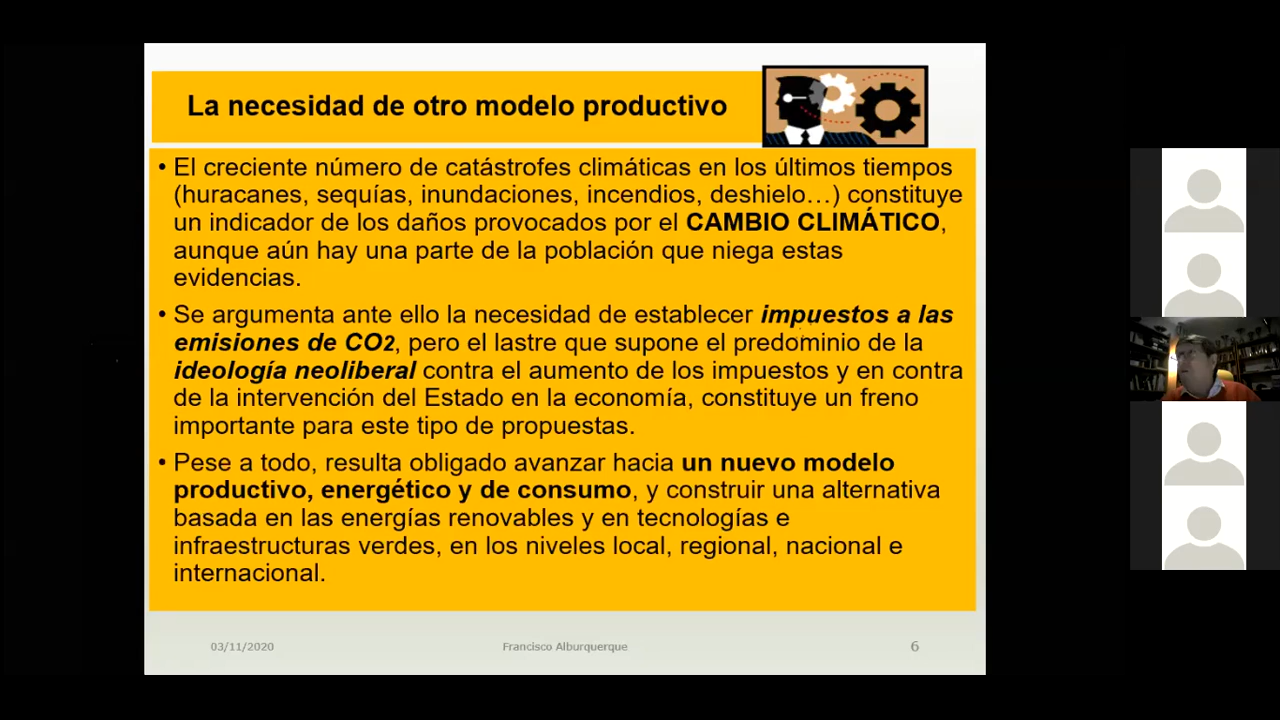 La necesidad de otro modelo productivo
• El creciente número de catástrofes climáticas en los últimos tiempos
(huracanes, sequías, inundaciones, incendios, deshielo…) constituye
un indicador de los daños provocados por el CAMBIO CLIMÁTICO,
aunque aún hay una parte de la población que niega estas
evidencias.
• Se argumenta ante ello la necesidad de establecer impuestos a las
emisiones de CO2, pero el lastre que supone el predominio de la
ideología neoliberal contra el aumento de los impuestos y en contra
de la intervención del Estado en la economía, constituye un freno
importante para este tipo de propuestas.
• Pese a todo, resulta obligado avanzar hacia un nuevo modelo
productivo, energético y de consumo, y construir una alternativa
basada en las energías renovables y en tecnologías e
infraestructuras verdes, en los niveles local, regional, nacional e
internacional.
03/11/2020 Francisco Alburquerque 6